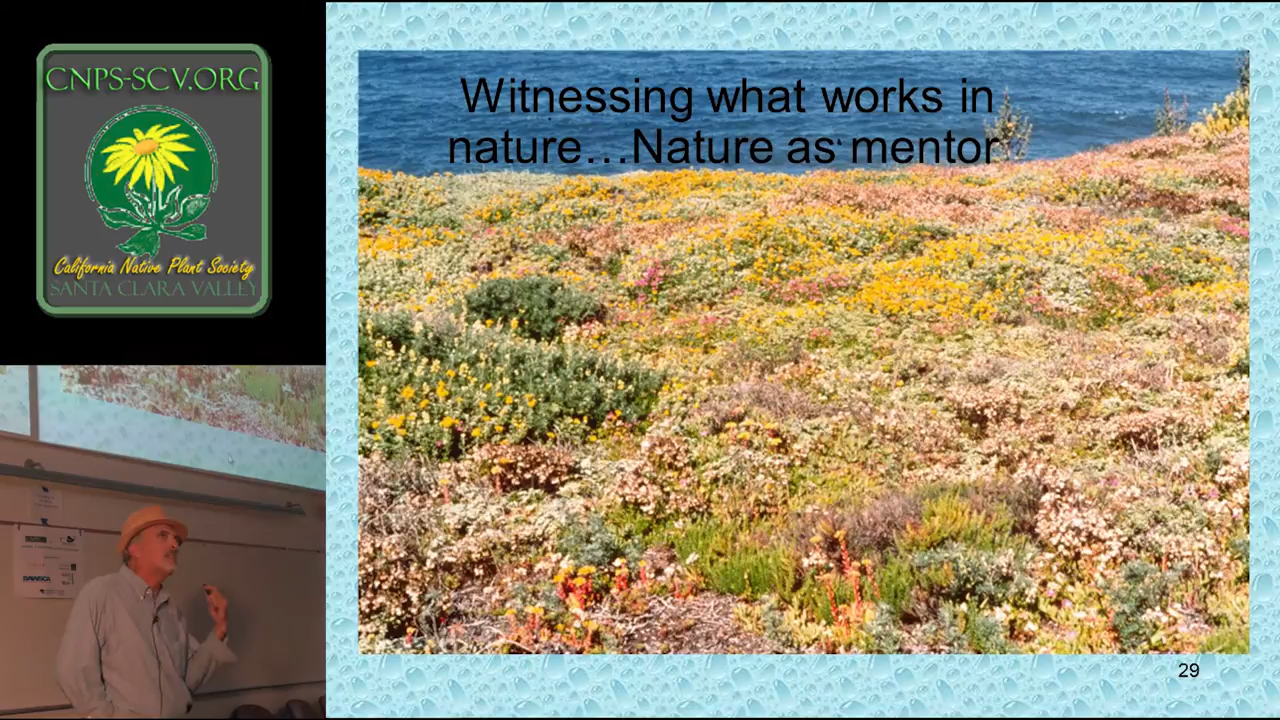 CNPS-SCV.ORG
California Native Plant Society
SANTA CLARA VALLEY
Witnessing what works in
nature…Nature as mentor
BAWSCA
29